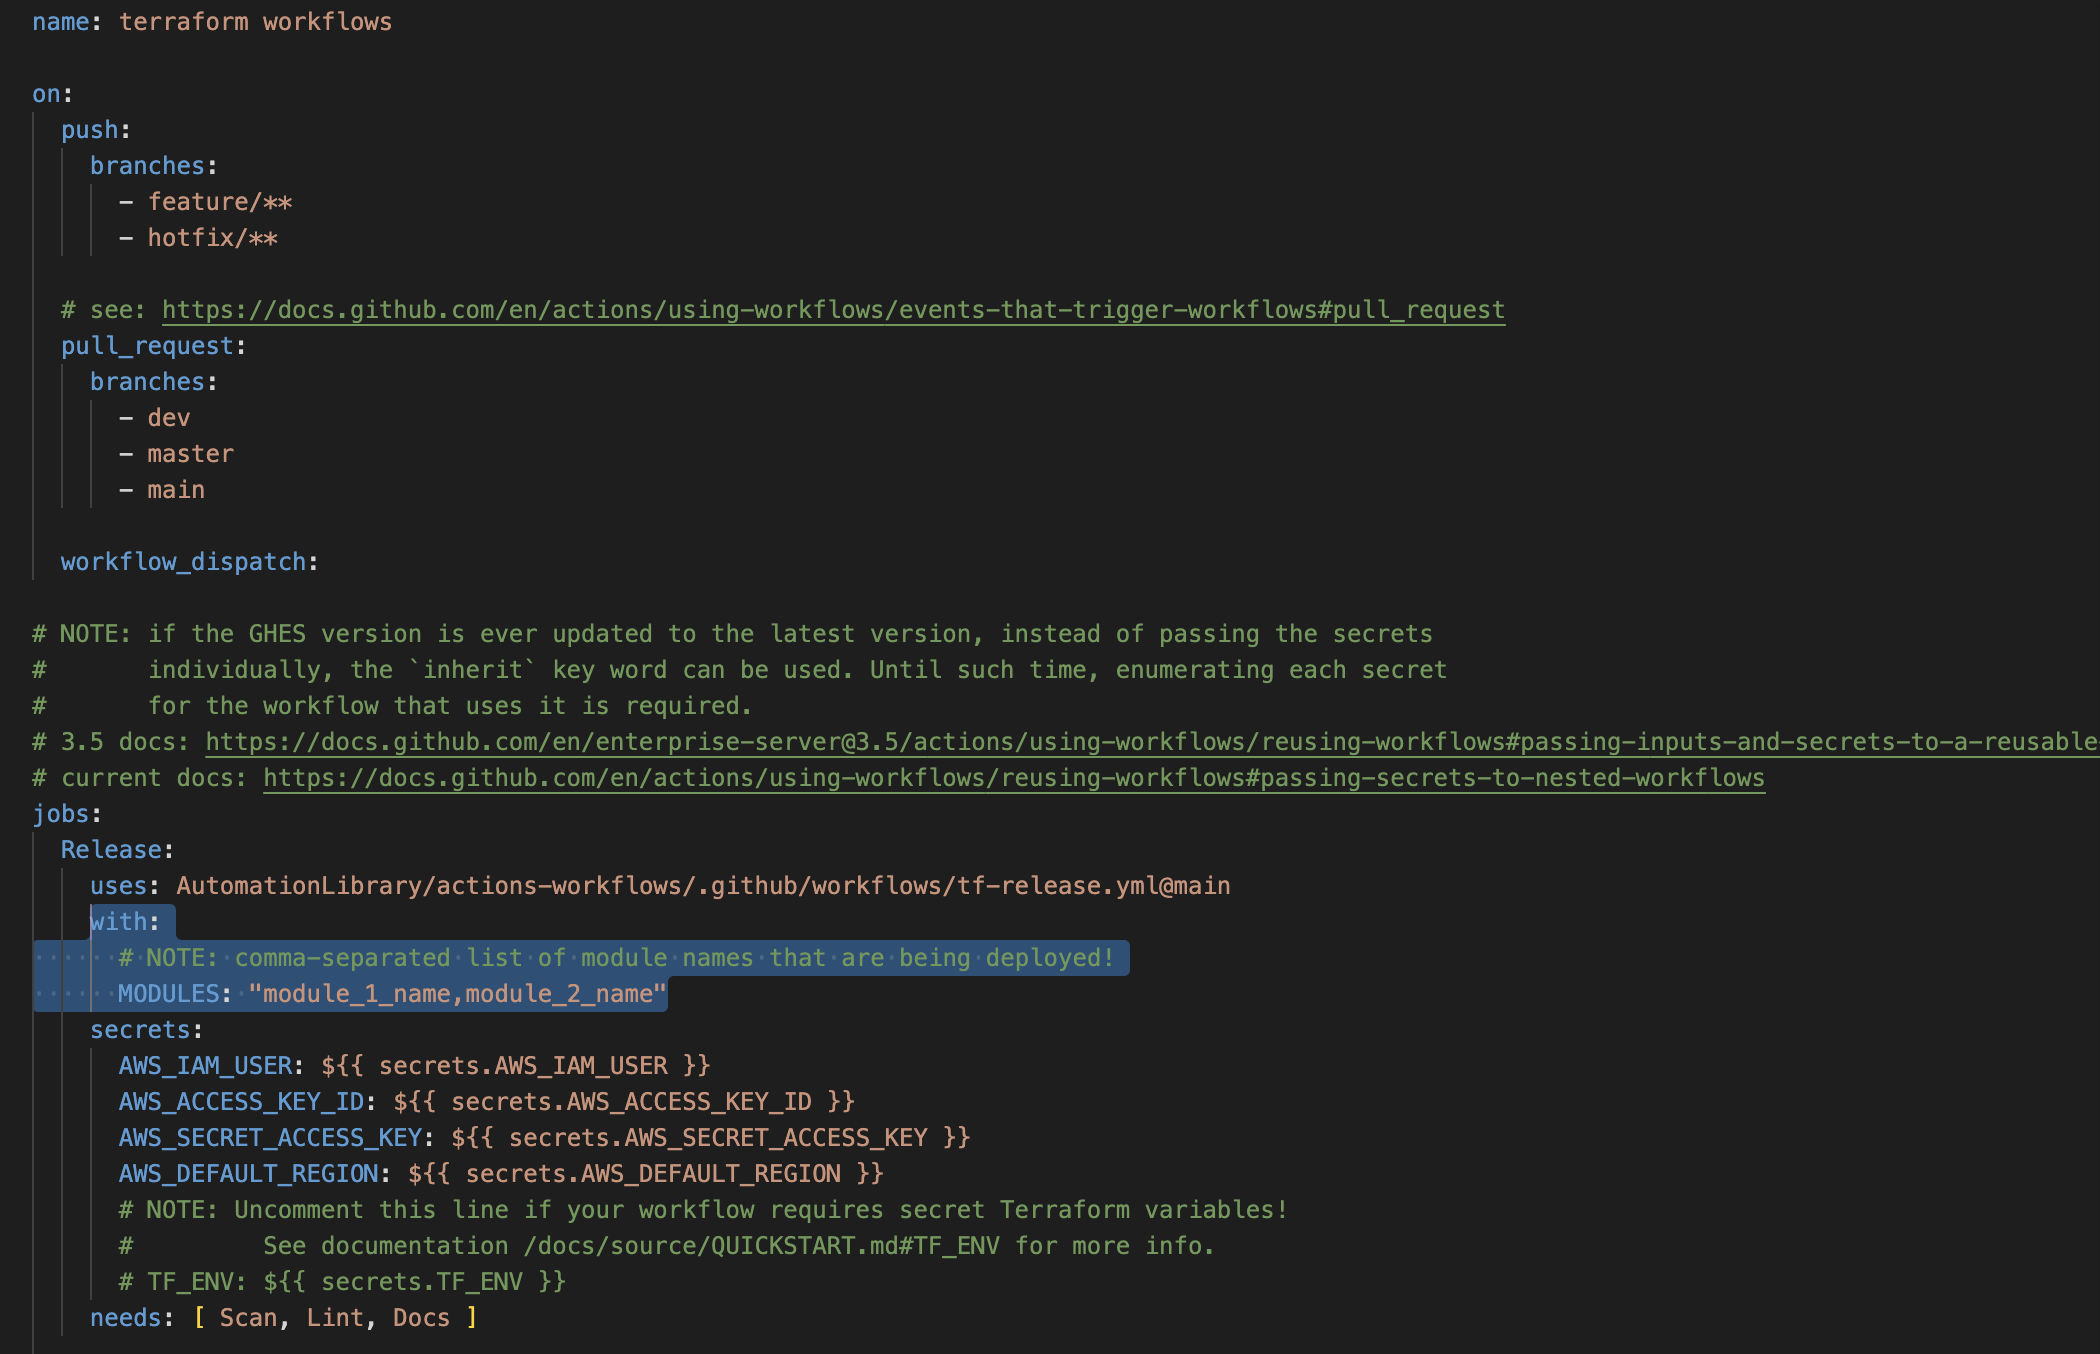 name: terraform workflows
on:
push:
branches:
- feature/**
- hotfix/**
# see: https://docs.github.com/en/actions/using-workflows/events-that-trigger-workflows#pull_request
pull_request:
branches:
- dev
- master
- main
workflow_dispatch:
# NOTE: if the GHES version is ever updated to the latest version, instead of passing the secrets
# individually, the `inherit` key word can be used. Until such time, enumerating each secret
# for the workflow that uses it is required.
# 3.5 docs: https://docs.github.com/en/enterprise-server@3.5/actions/using-workflows/reusing-workflows#passing-inputs-and-secrets-to-a-reusable-
# current docs: https://docs.github.com/en/actions/using-workflows/reusing-workflows#passing-secrets-to-nested-workflows
jobs:
Release:
uses: AutomationLibrary/actions-workflows/.github/workflows/tf-release.yml@main
with:
# NOTE: comma-separated list of module names that are being deployed!
MODULES: "module_1_name,module_2_name"
secrets:
AWS_IAM_USER: ${{ secrets.AWS_IAM_USER }}
AWS_ACCESS_KEY_ID: ${{ secrets.AWS_ACCESS_KEY_ID }}
AWS_SECRET_ACCESS_KEY: ${{ secrets.AWS_SECRET_ACCESS_KEY }}
AWS_DEFAULT_REGION: ${{ secrets.AWS_DEFAULT_REGION }}
# NOTE: Uncomment this line if your workflow requires secret Terraform variables!
# See documentation /docs/source/QUICKSTART.md#TF_ENV for more info.
# TF_ENV: ${{ secrets.TF_ENV }}
needs: [ Scan, Lint, Docs ]